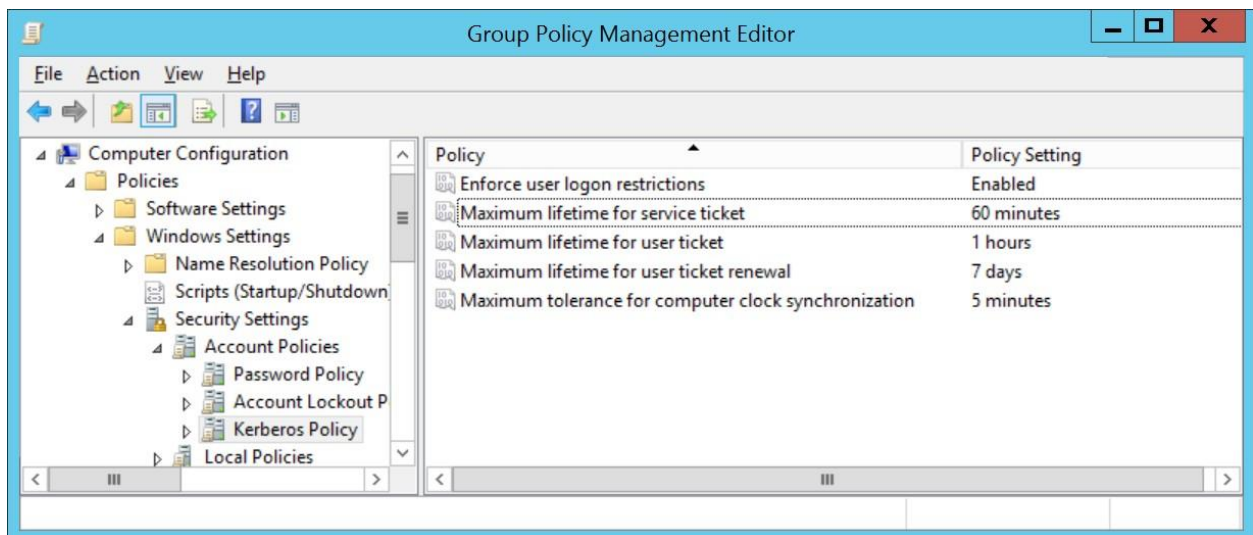 Group Policy Management Editor
File Action View Help
Computer Configuration
Policies
Software Settings
Windows Settings
Name Resolution Policy
Scripts (Startup/Shutdown)
Security Settings
Account Policies
Password Policy
Account Lockout P
Kerberos Policy
Local Policies
Policy Policy Setting
Enforce user logon restrictions Enabled
Maximum lifetime for service ticket 60 minutes
Maximum lifetime for user ticket 1 hours
Maximum lifetime for user ticket renewal 7 days
Maximum tolerance for computer clock synchronization 5 minutes